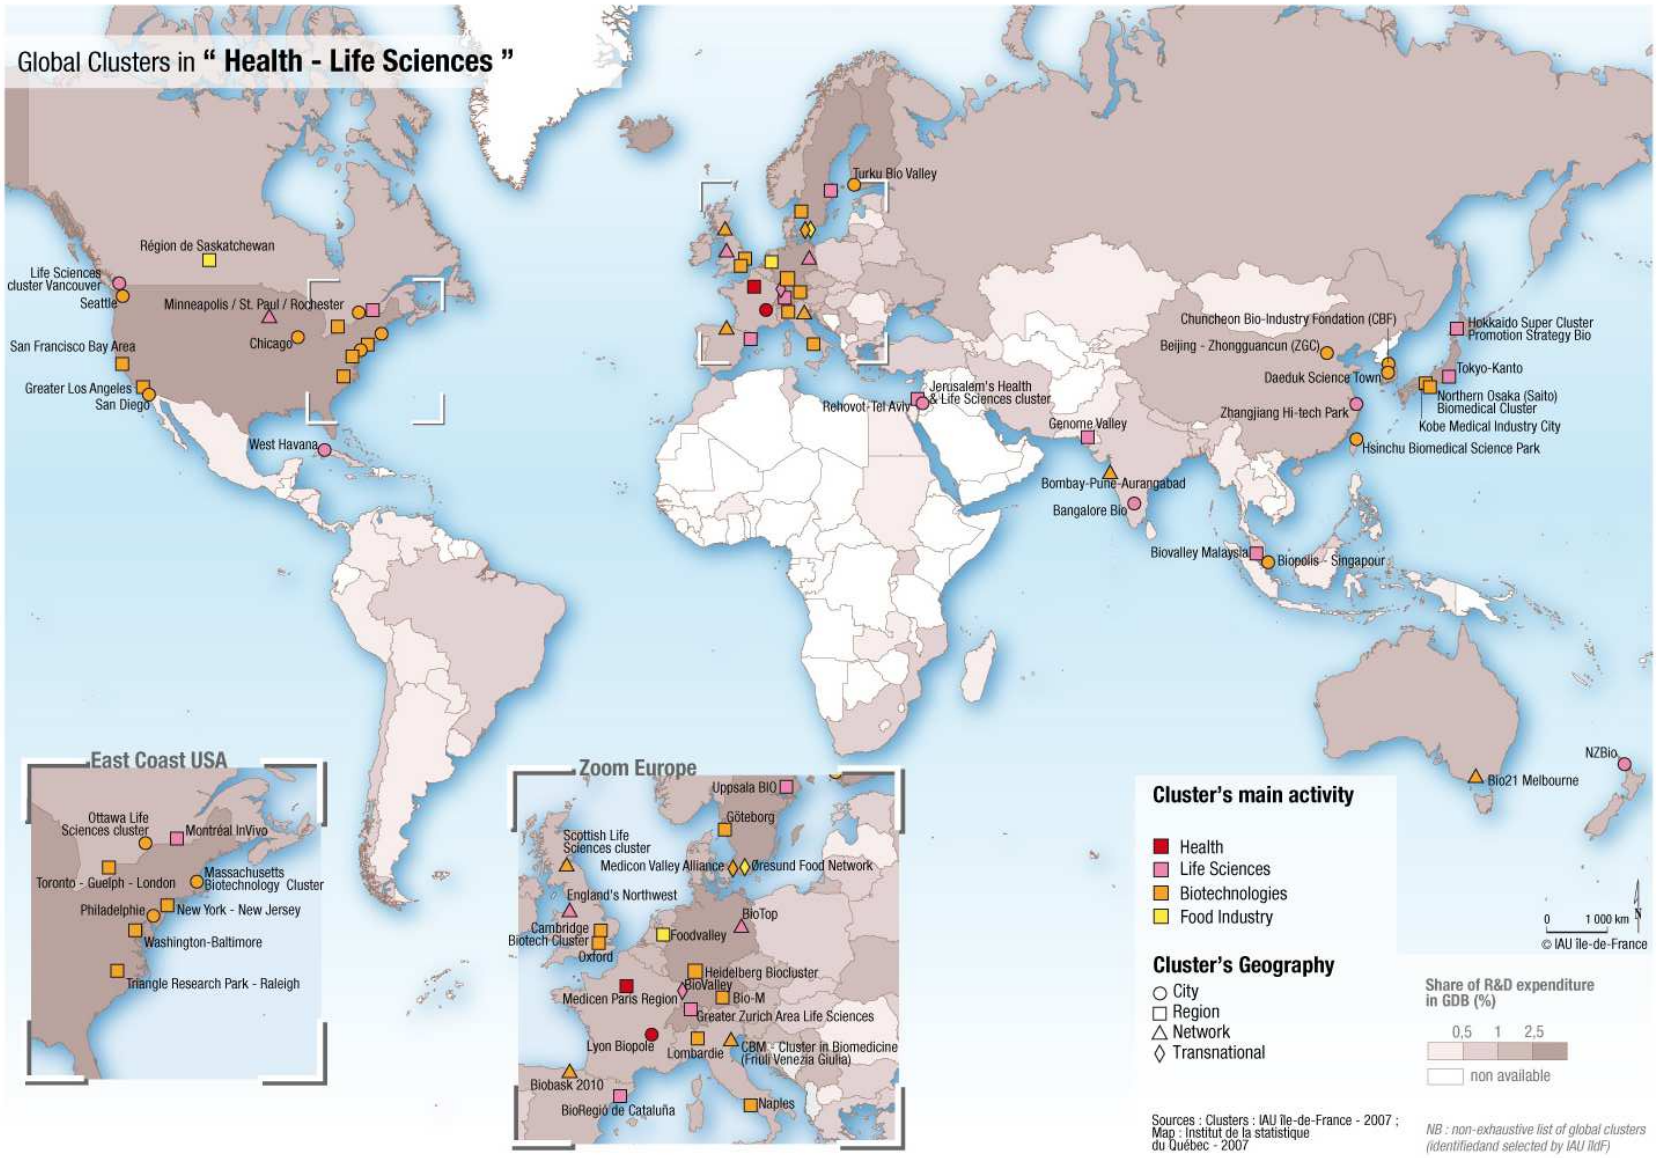 Global Clusters in “ Health - Life Sciences ”
Turku Bio Valley
Région de Saskatchewan
Life Sciences
cluster Vancouver
Seattle
Minneapolis / St. Paul / Rochester
Chicago
San Francisco Bay Area
Greater Los Angeles
San Diego
West Havana
Chuncheon Bio-Industry Fondation (CBF)
Hokkaido Super Cluster
Promotion Strategy Bio
Beijing - Zhongguancun (ZGC)
Tokyo-Kanto
Daeduk Science Town
Jerusalem's Health
& Life Sciences cluster
Rehovot-Tel Aviv
Northern Osaka (Saito)
Biomedical Cluster
Zhangjiang Hi-tech Park
Kobe Medical Industry City
Genome Valley
Hsinchu Biomedical Science Park
Bombay-Pune-Aurangabad
Bangalore Bio
Biovalley Malaysia
Biopolis - Singapour
NZBio
Bio21 Melbourne
East Coast USA
Ottawa Life
Sciences cluster
Montréal InVivo
Toronto - Guelph - London
Massachusetts
Biotechnology Cluster
Philadelphie
New York - New Jersey
Washington-Baltimore
Triangle Research Park - Raleigh
Zoom Europe
Uppsala BIO
Göteborg
Scottish Life
Sciences cluster
Medicon Valley Alliance
Øresund Food Network
England's Northwest
BioTop
Cambridge
Biotech Cluster
Foodvalley
Oxford
Heidelberg Biocluster
BioValley
Medicen Paris Region
Bio-M
Greater Zurich Area Life Sciences
Lyon Biopole
Lombardie
CBM - Cluster in Biomedicine
(Friuli Venezia Giulia)
Biobask 2010
BioRegió de Cataluña
Naples
Cluster's main activity
Health
Life Sciences
Biotechnologies
Food Industry
Cluster's Geography
City
Region
Network
Transnational
0 1 000 km N
© IAU île-de-France
Share of R&D expenditure
in GDB (%)
0,5 1 2,5
non available
Sources : Clusters : IAU île-de-France - 2007 ;
Map : Institut de la statistique
du Québec - 2007
NB : non-exhaustive list of global clusters
(identifiedand selected by IAU îldF)